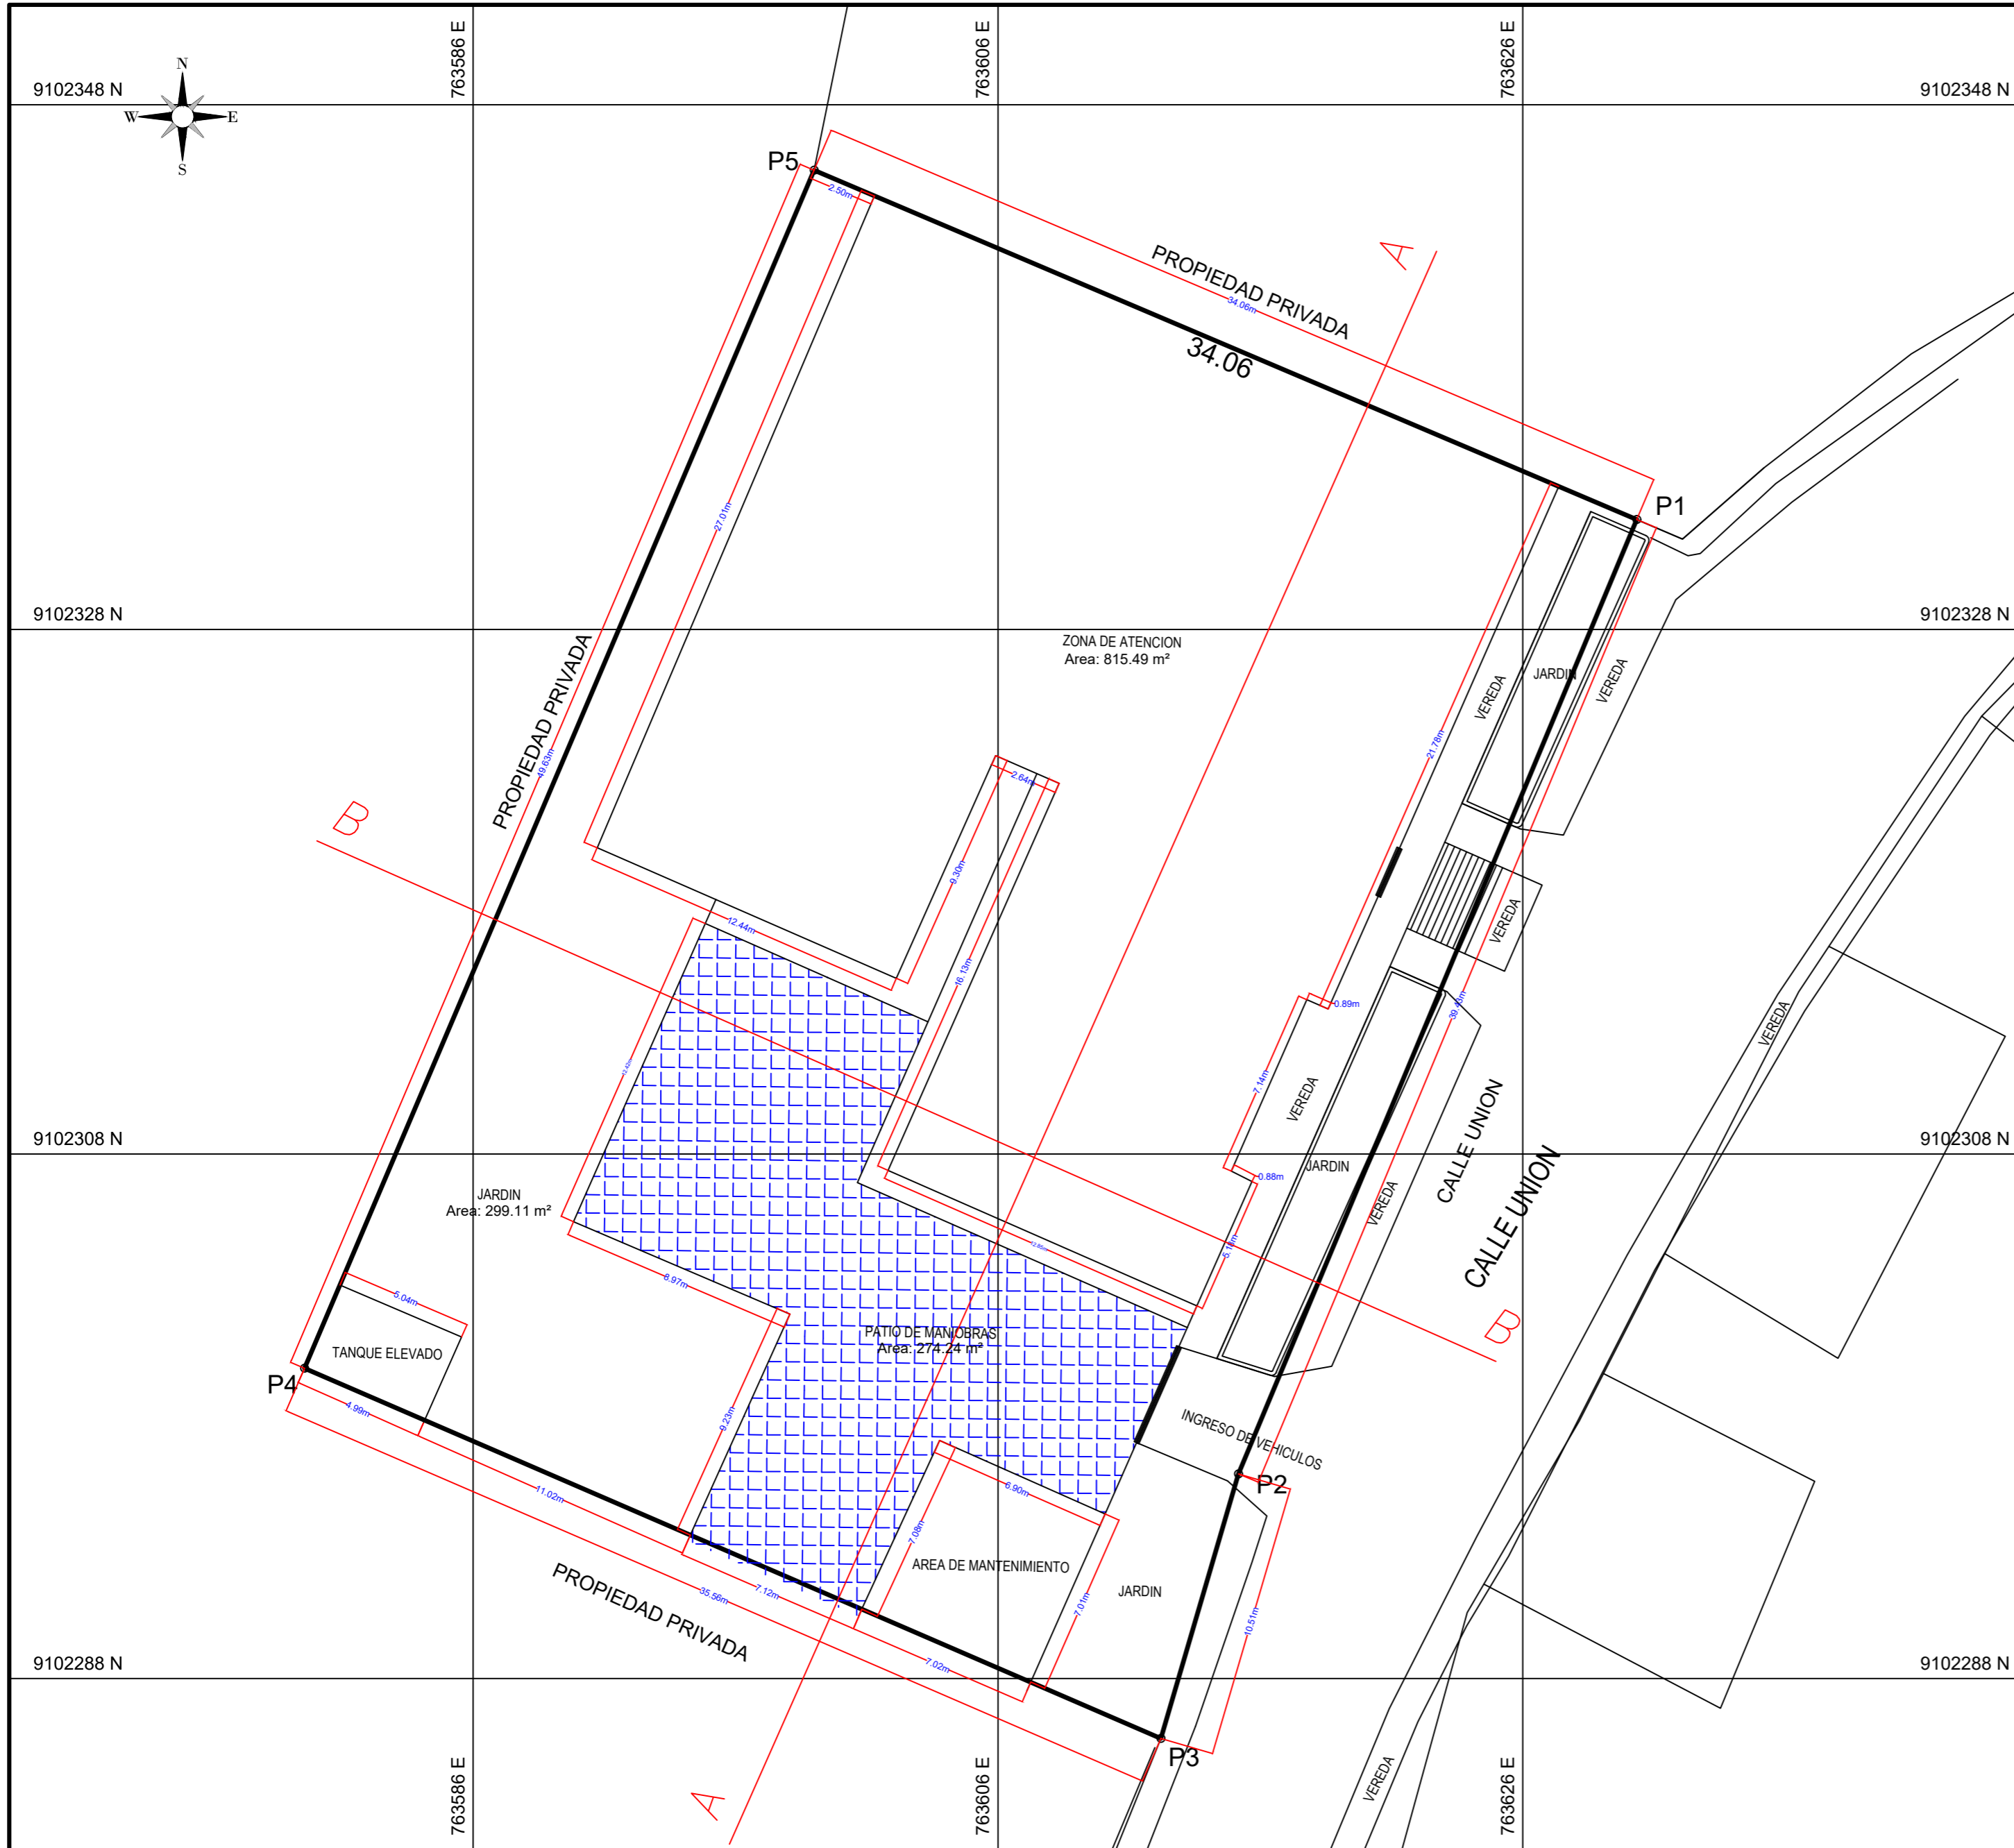 763586 E
763606 E
763626 E
9102348 N
9102348 N
N
W
E
S
P5
2.50m
A
PROPIEDAD PRIVADA
34.06m
34.06
P1
27.01m
9102328 N
9102328 N
ZONA DE ATENCION
Area: 815.49 m²
PROPIEDAD PRIVADA
49.63m
VEREDA
JARDIN
VEREDA
21.78m
2.64m
B
9.30m
12.44m
VEREDA
16.13m
0.89m
39.43m
VEREDA
7.14m
VEREDA
CALLE UNION
9102308 N
9102308 N
JARDIN
0.88m
VEREDA
CALLE UNION
JARDIN
Area: 299.11 m²
8.97m
5.04m
B
PATIO DE MANIOBRAS
Area: 274.24 m²
TANQUE ELEVADO
P4
4.99m
9.23m
INGRESO DE VEHICULOS
P2
11.02m
6.90m
7.08m
AREA DE MANTENIMIENTO
JARDIN
PROPIEDAD PRIVADA
35.56m
7.12m
7.01m
10.51m
7.02m
9102288 N
9102288 N
P3
A
VEREDA
763586 E
763606 E
763626 E